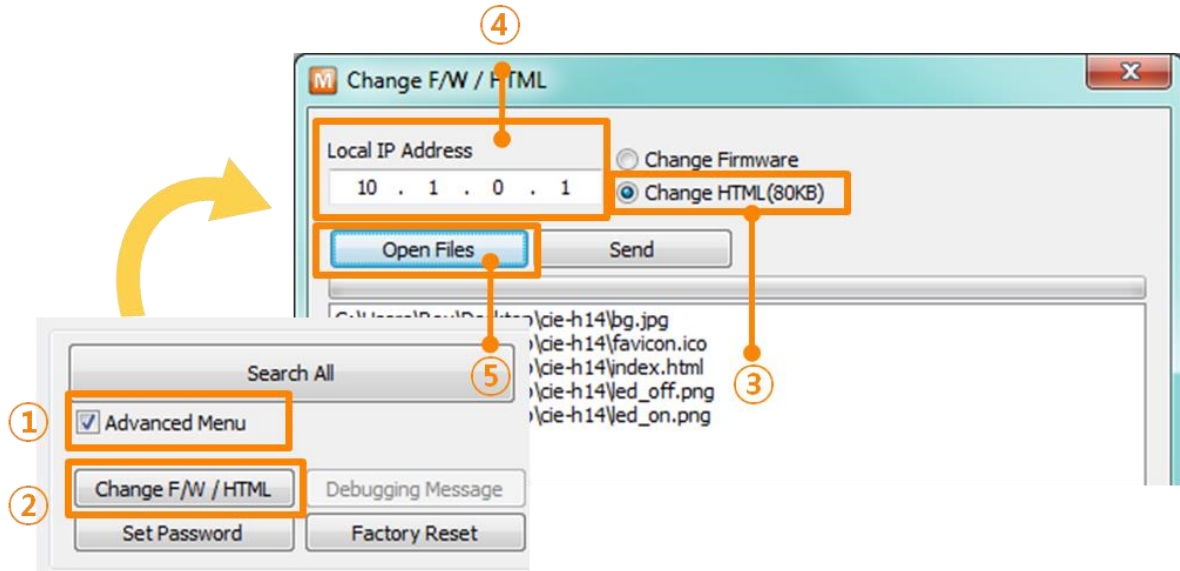 ④
M Change F/W / HTML
Local IP Address
10 . 1 . 0 . 1
Change Firmware
Change HTML(80KB)
Open Files
Send
\cie-h14\bg.jpg
\cie-h14\favicon.ico
\cie-h14\index.html
\cie-h14\led_off.png
\cie-h14\led_on.png
③
⑤
Search All
① Advanced Menu
② Change F/W / HTML
Debugging Message
Set Password
Factory Reset